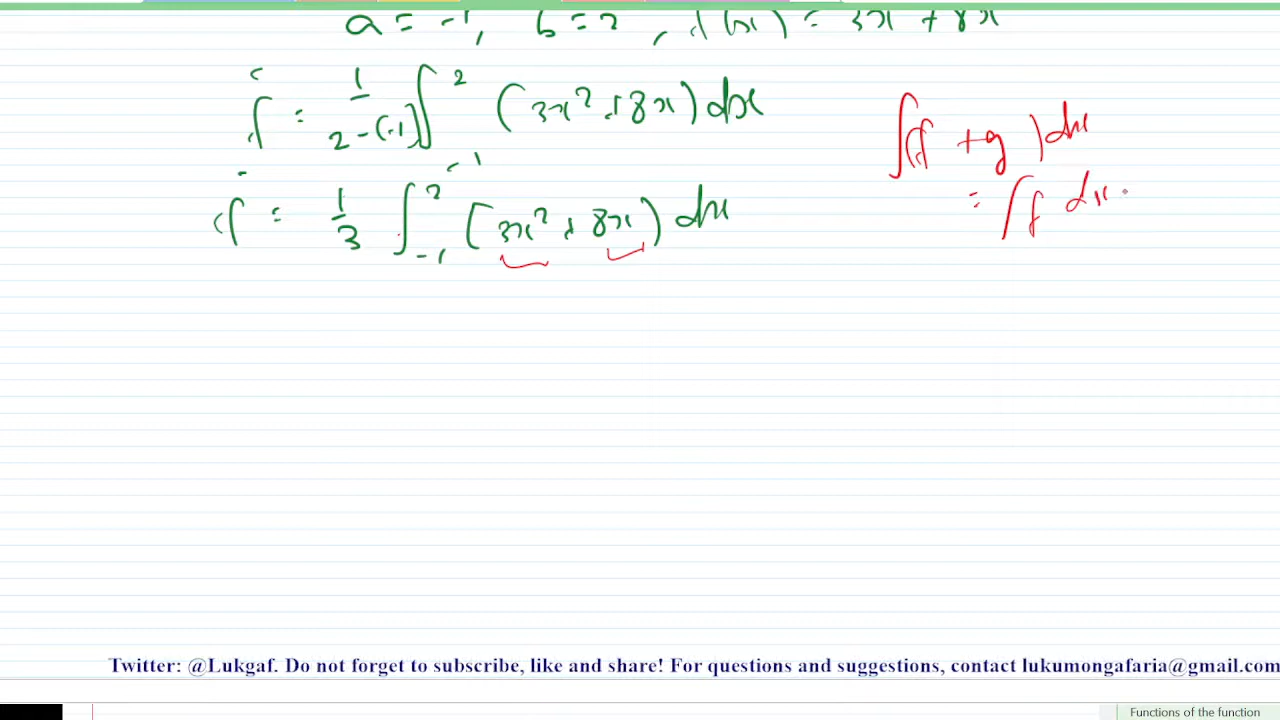 a = -1, b = 2, f(x) = 3x + 8x
f = 1/(2-(-1)) ∫_{-1}^{2} (3x² + 8x) dx
f = 1/3 ∫_{-1}^{2} (3x² + 8x) dx
∫(f + g) dx
= ∫f dx
Twitter: @Lukgaf. Do not forget to subscribe, like and share! For questions and suggestions, contact lukumongafaria@gmail.com
Functions of the function